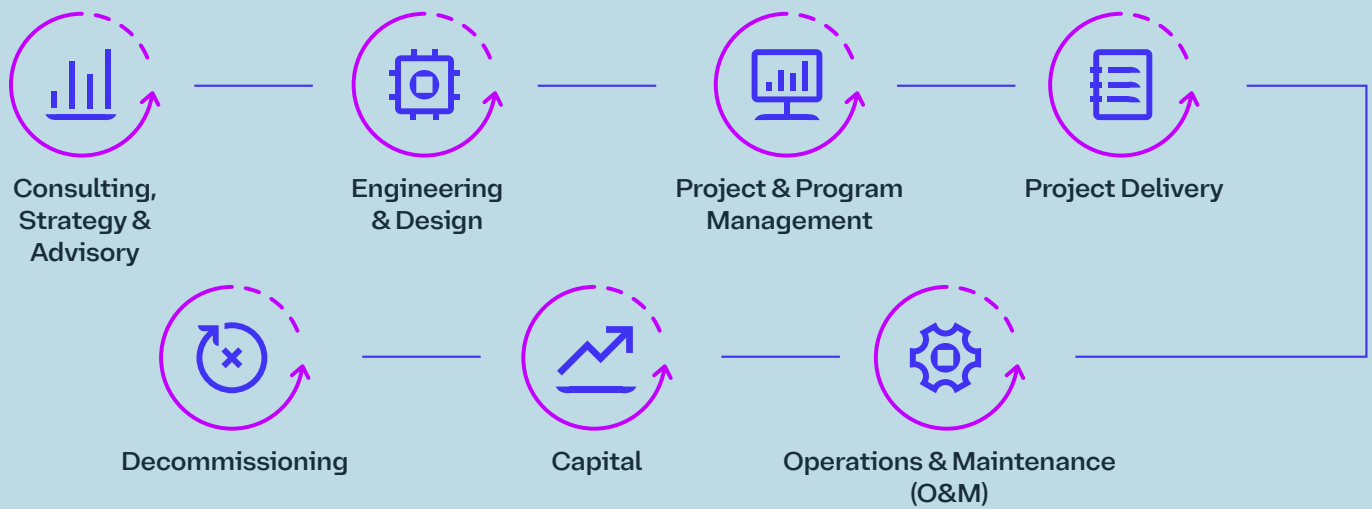 Consulting,
Strategy &
Advisory
Engineering
& Design
Project & Program
Management
Project Delivery
Decommissioning
Capital
Operations & Maintenance
(O&M)